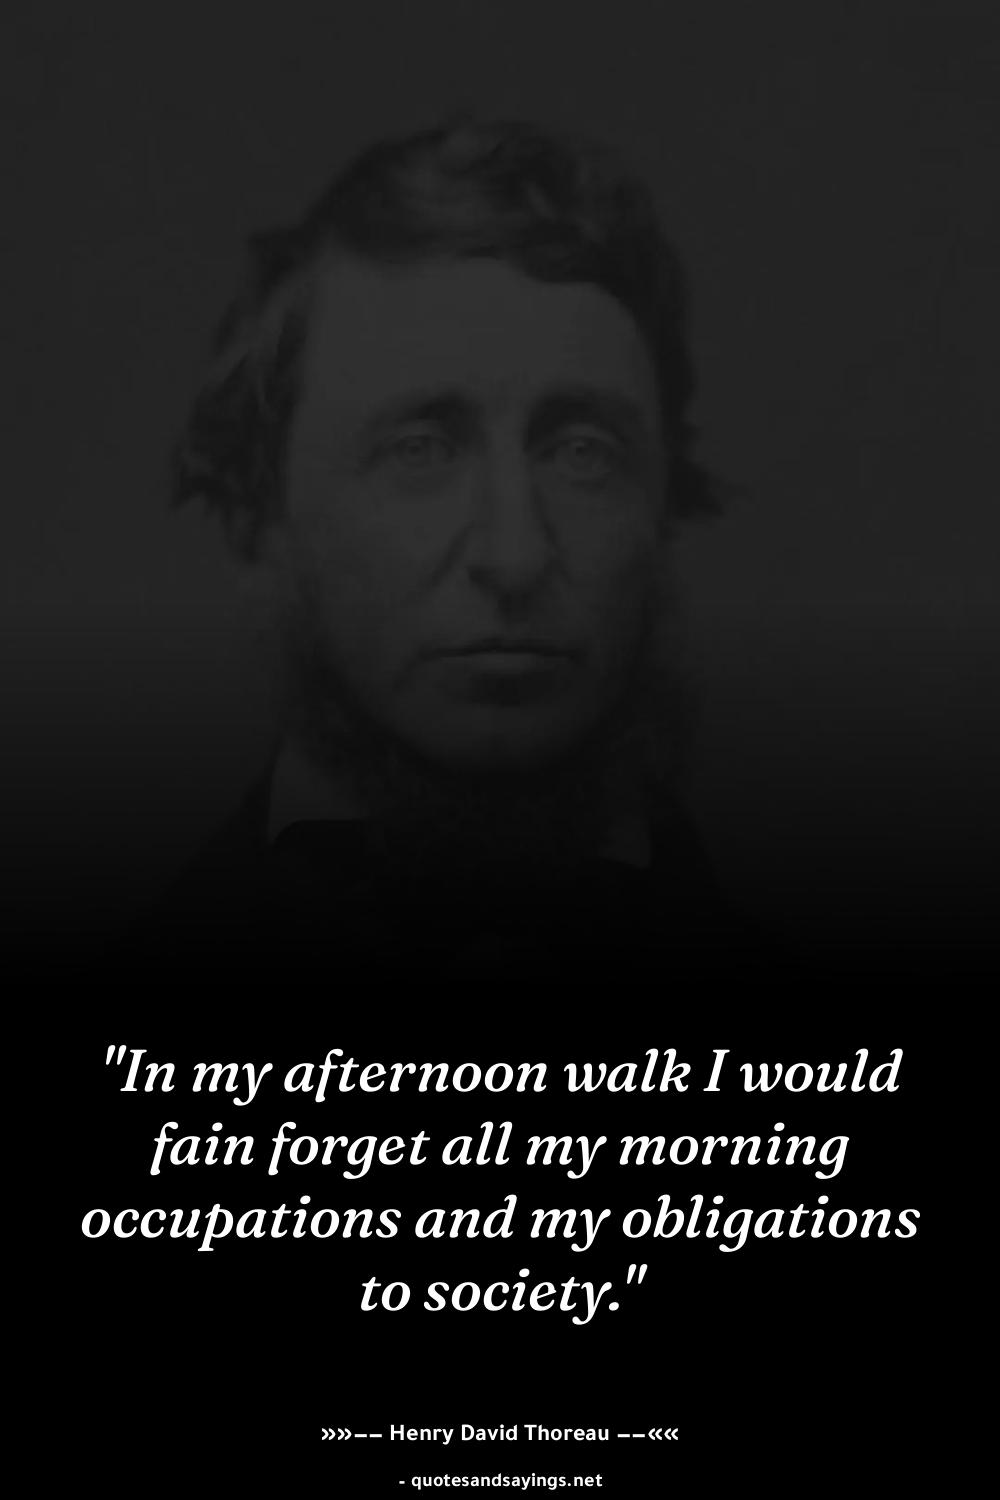 "In my afternoon walk I would
fain forget all my morning
occupations and my obligations
to society."
»»–– Henry David Thoreau ––««
- quotesandsayings.net